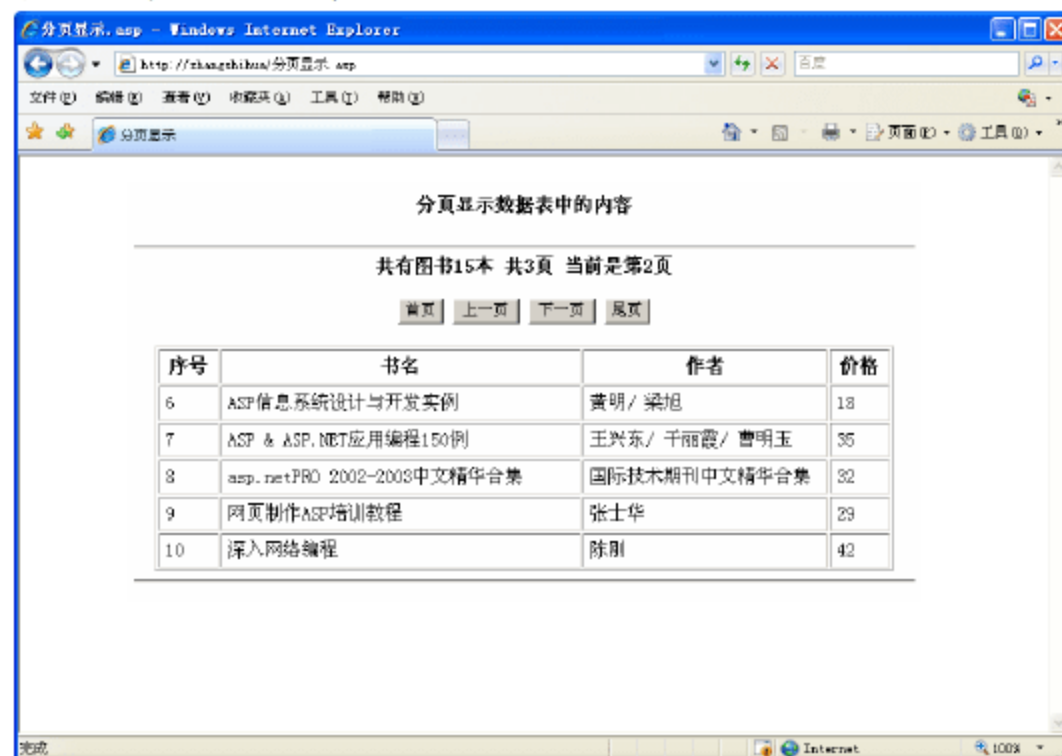 分页显示.asp - Windows Internet Explorer
http://zhangshihua/分页显示.asp
百度
文件(F) 编辑(E) 查看(V) 收藏夹(A) 工具(T) 帮助(H)
分页显示
页面(P) 工具(O)
分页显示数据表中的内容
共有图书15本 共3页 当前是第2页
首页 上一页 下一页 尾页
序号 书名 作者 价格
6 ASP信息系统设计与开发实例 黄明/ 梁旭 18
7 ASP & ASP.NET应用编程150例 王兴东/ 千丽霞/ 曹明玉 35
8 asp.netPRO 2002-2003中文精华合集 国际技术期刊中文精华合集 32
9 网页制作ASP培训教程 张士华 29
10 深入网络编程 陈刚 42
完成 Internet 100%